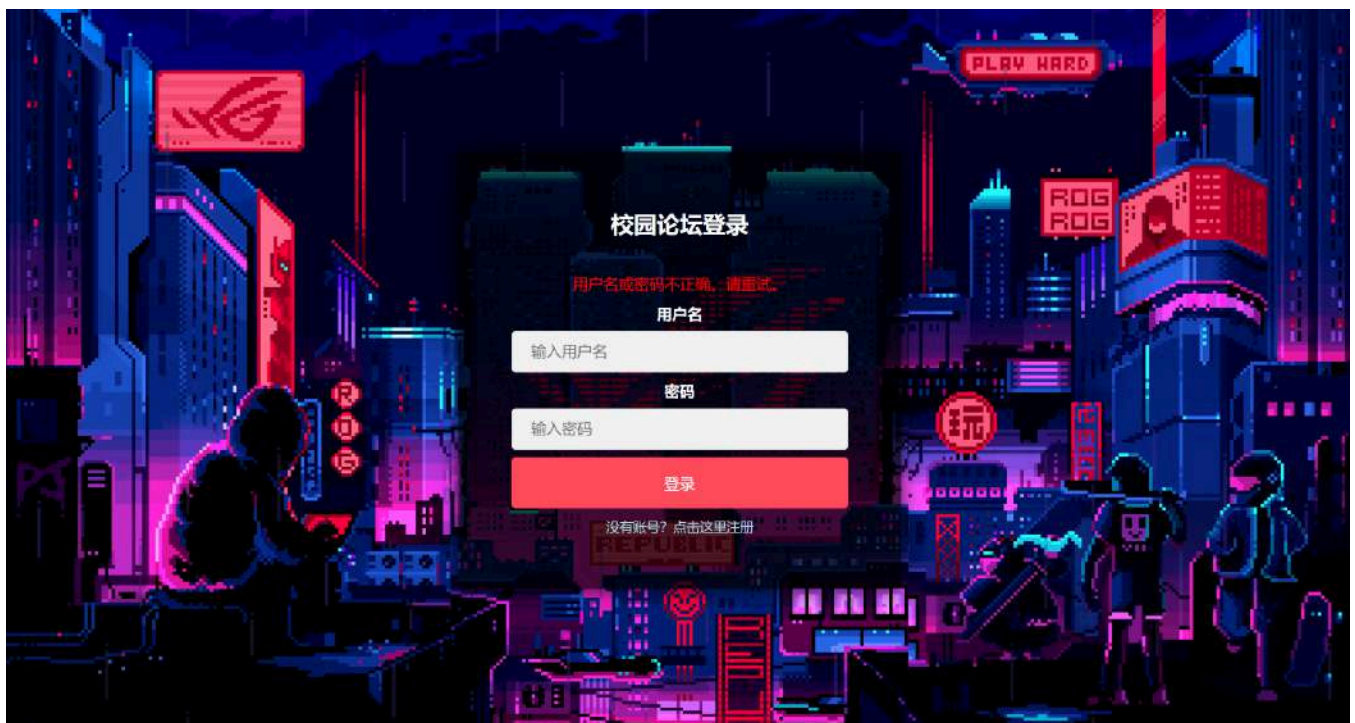 PLAY HARD
ROG
ROG
校园论坛登录
用户名或密码不正确。请重试。
用户名
输入用户名
密码
输入密码
登录
没有账号？点击这里注册
R
O
G
玩
REPUBLIC